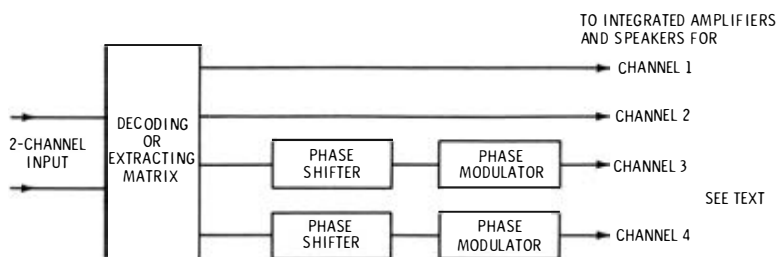 TO INTEGRATED AMPLIFIERS
AND SPEAKERS FOR
CHANNEL 1
CHANNEL 2
2-CHANNEL
INPUT
DECODING
OR
EXTRACTING
MATRIX
PHASE
SHIFTER
PHASE
MODULATOR
CHANNEL 3
SEE TEXT
PHASE
SHIFTER
PHASE
MODULATOR
CHANNEL 4